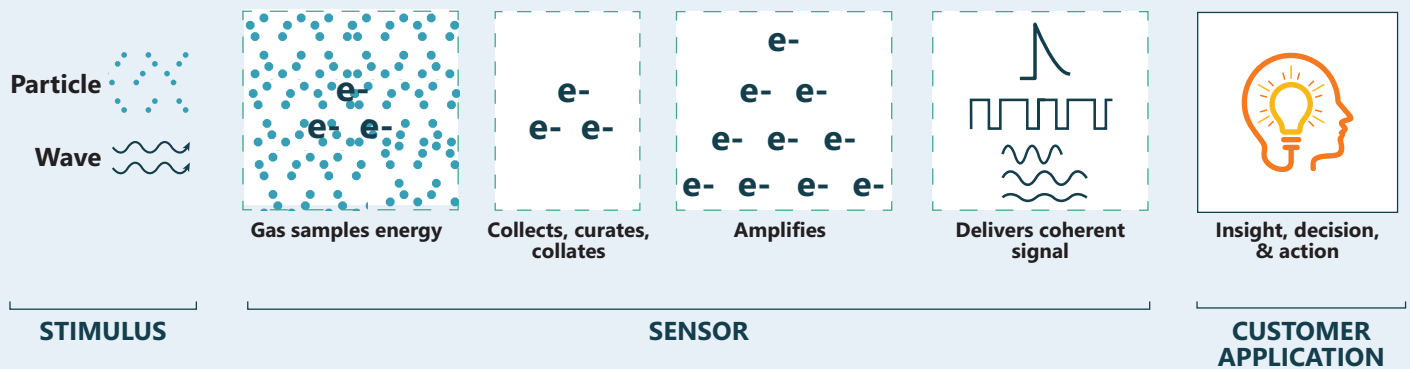 Particle
Wave
e-
e- e-
e-
e- e-
e-
e- e-
e- e- e-
e- e- e- e-
Gas samples energy
Collects, curates,
collates
Amplifies
Delivers coherent
signal
Insight, decision,
& action
STIMULUS
SENSOR
CUSTOMER
APPLICATION